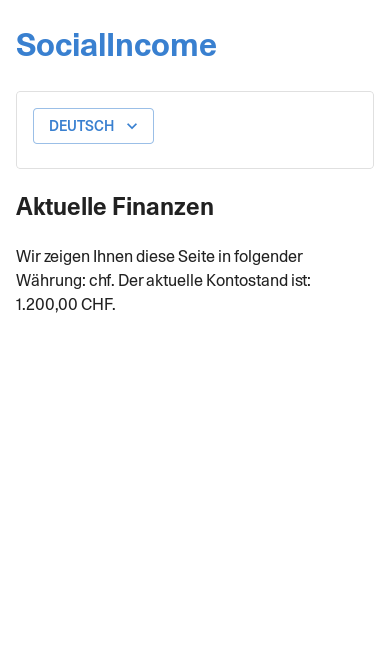 SocialIncome
DEUTSCH
Aktuelle Finanzen
Wir zeigen Ihnen diese Seite in folgender
Währung: chf. Der aktuelle Kontostand ist:
1.200,00 CHF.